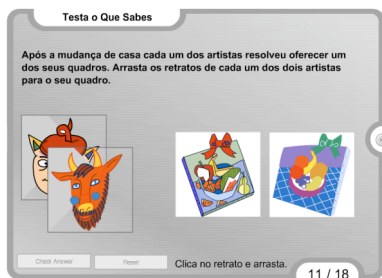 Testa o Que Sabes
Após a mudança de casa cada um dos artistas resolveu oferecer um
dos seus quadros. Arrasta os retratos de cada um dos dois artistas
para o seu quadro.
Check Answer
Reset
Clica no retrato e arrasta.
11 / 18